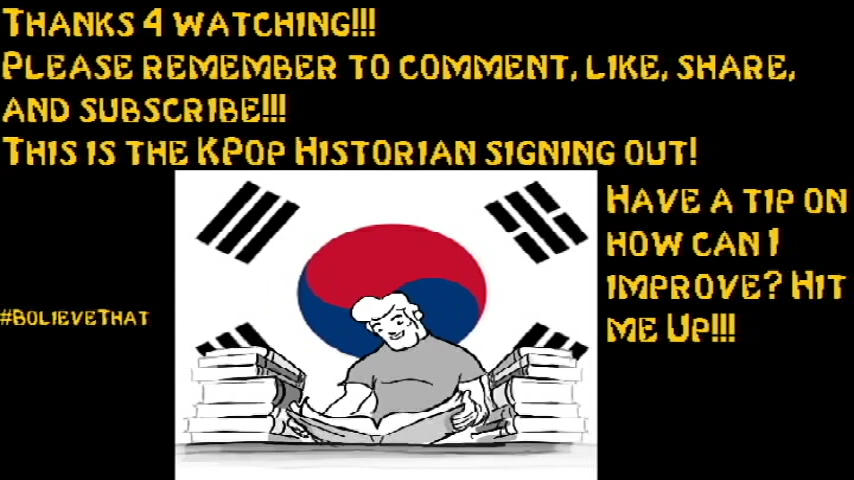 Thanks 4 watching!!!
Please remember to comment, like, share,
and subscribe!!!
This is the KPop Historian signing out!
Have a tip on
how can I
improve? Hit
me Up!!!
#BolieveThat